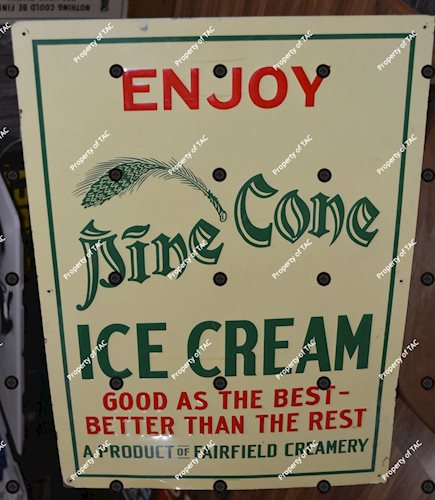 NOTHING COULD BE FINE
ENJOY
Pine Cone
ICE CREAM
GOOD AS THE BEST-
BETTER THAN THE REST
A PRODUCT OF FAIRFIELD CREAMERY
Property of TAC